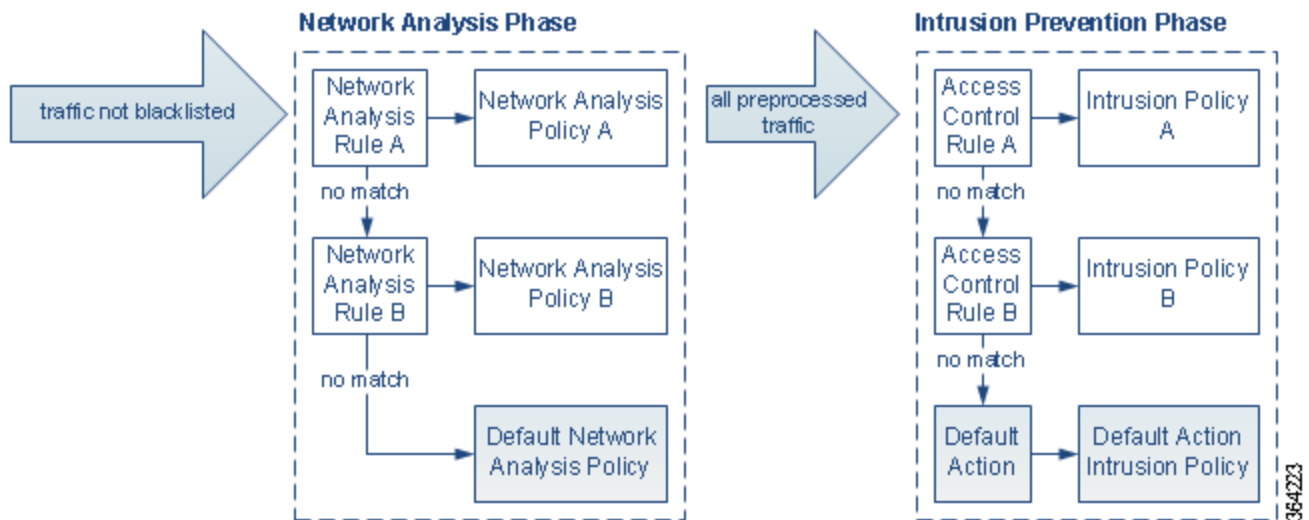 Network Analysis Phase
traffic not blacklisted
Network
Analysis
Rule A
Network Analysis
Policy A
no match
Network
Analysis
Rule B
Network Analysis
Policy B
no match
Default Network
Analysis Policy
all preprocessed
traffic
Intrusion Prevention Phase
Access
Control
Rule A
Intrusion Policy
A
no match
Access
Control
Rule B
Intrusion Policy
B
no match
Default
Action
Default Action
Intrusion Policy
364223